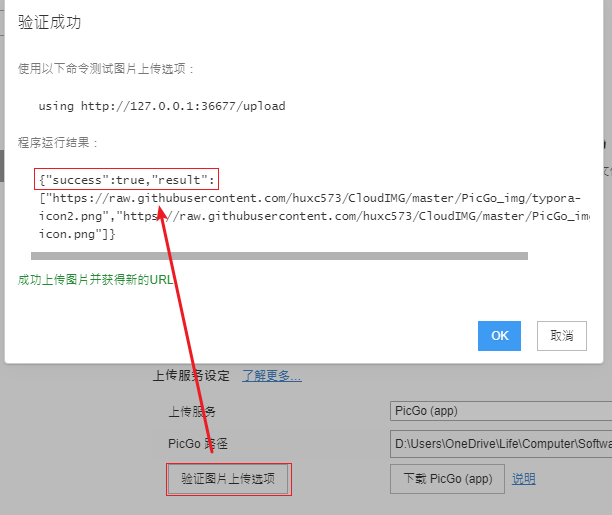 验证成功
使用以下命令测试图片上传选项：
using http://127.0.0.1:36677/upload
程序运行结果：
{"success":true,"result":
["https://raw.githubusercontent.com/huxc573/CloudIMG/master/PicGo_img/typora-
icon2.png","https://raw.githubusercontent.com/huxc573/CloudIMG/master/PicGo_img
icon.png"]}
成功上传图片并获得新的URL
OK 取消
上传服务设定 了解更多...
上传服务 PicGo (app)
PicGo 路径 D:\Users\OneDrive\Life\Computer\Softwa
验证图片上传选项 下载 PicGo (app) 说明